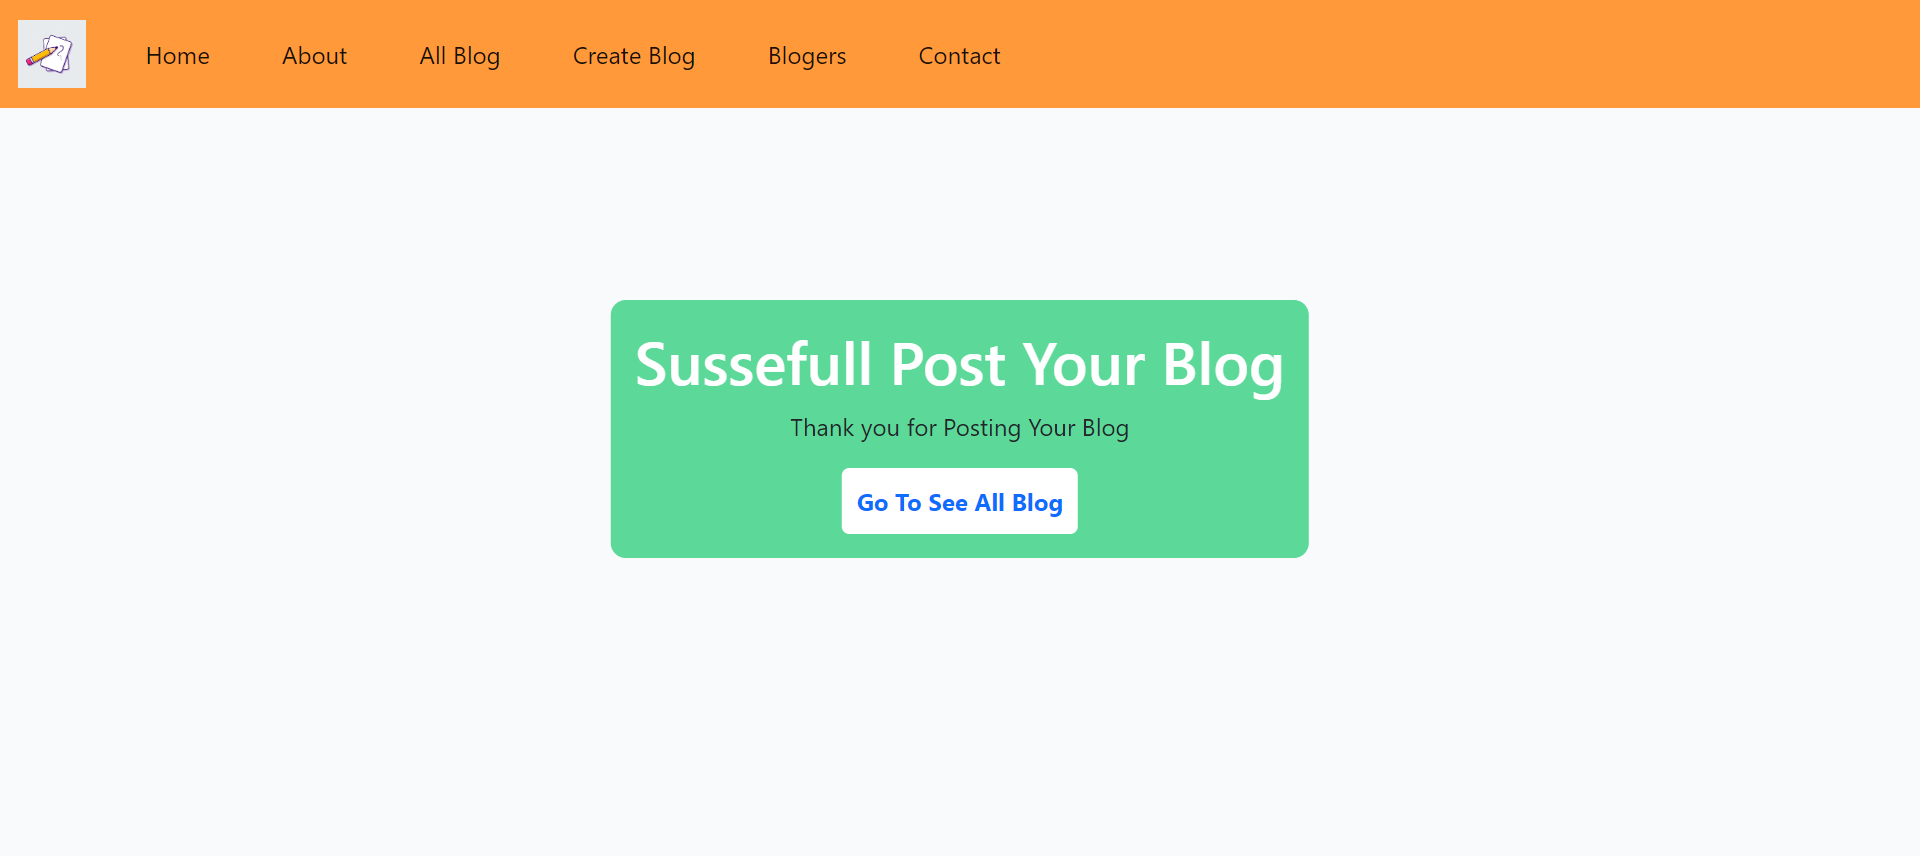 Home About All Blog Create Blog Blogers Contact
Sussefull Post Your Blog
Thank you for Posting Your Blog
Go To See All Blog